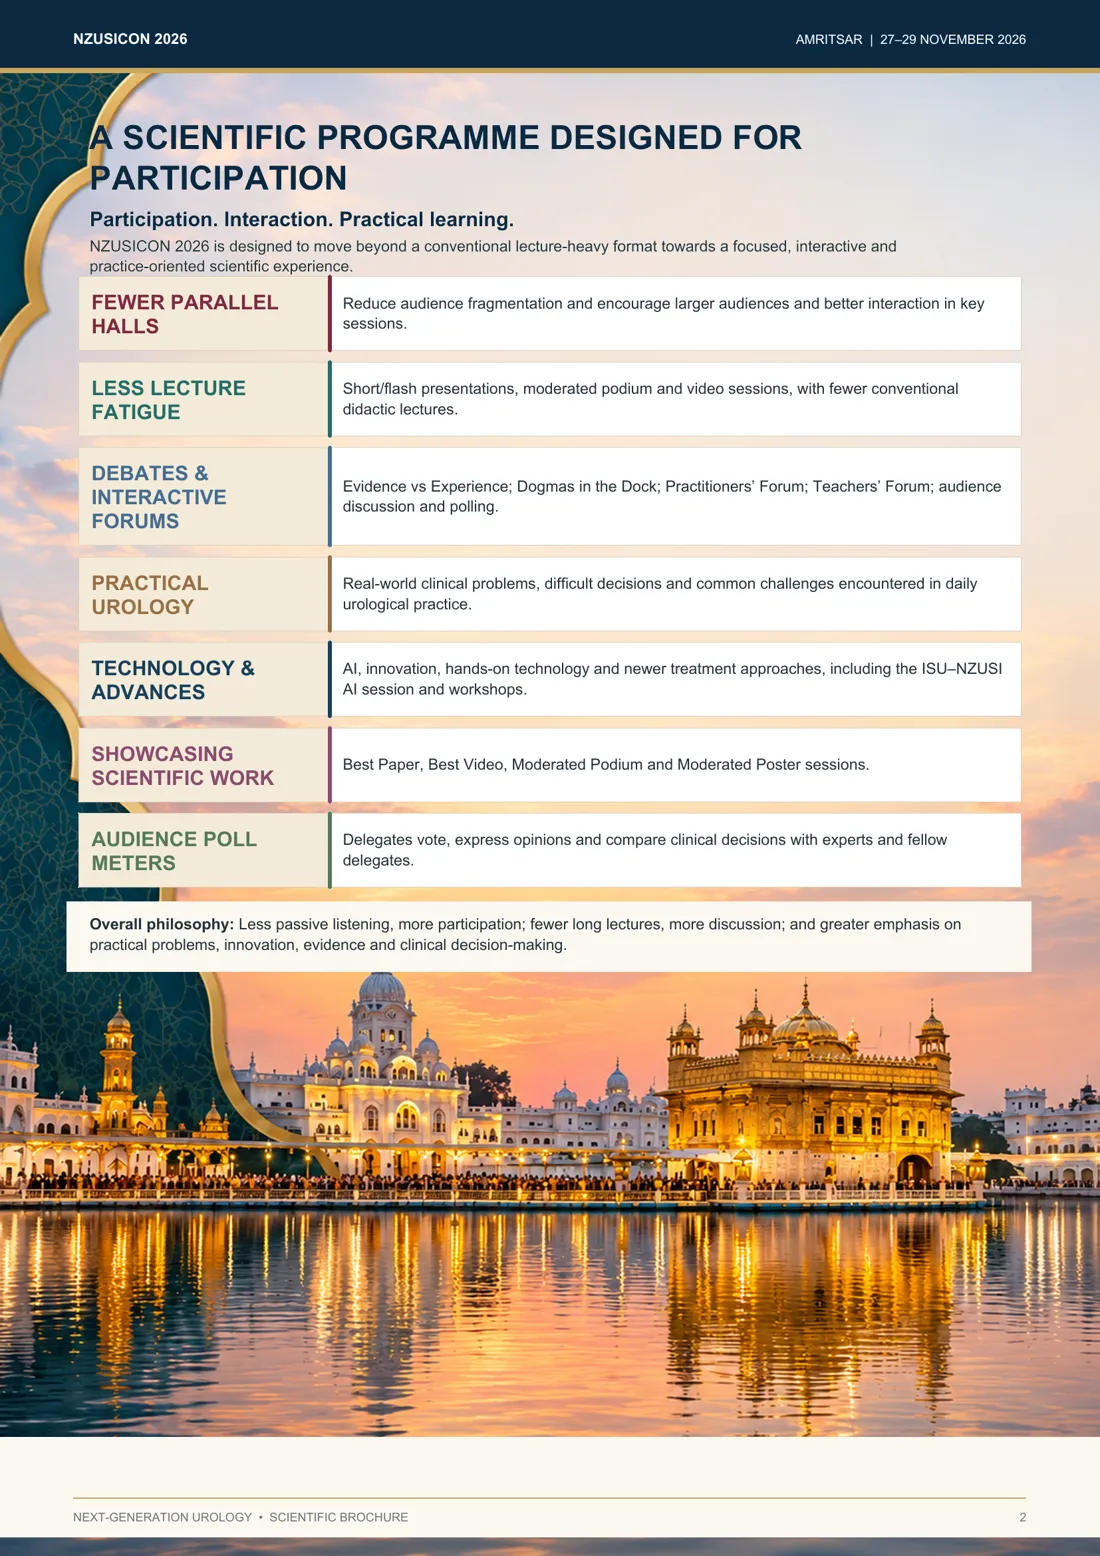 NZUSICON 2026
AMRITSAR | 27–29 NOVEMBER 2026
A SCIENTIFIC PROGRAMME DESIGNED FOR
PARTICIPATION
Participation. Interaction. Practical learning.
NZUSICON 2026 is designed to move beyond a conventional lecture-heavy format towards a focused, interactive and
practice-oriented scientific experience.
FEWER PARALLEL
HALLS
Reduce audience fragmentation and encourage larger audiences and better interaction in key
sessions.
LESS LECTURE
FATIGUE
Short/flash presentations, moderated podium and video sessions, with fewer conventional
didactic lectures.
DEBATES &
INTERACTIVE
FORUMS
Evidence vs Experience; Dogmas in the Dock; Practitioners’ Forum; Teachers’ Forum; audience
discussion and polling.
PRACTICAL
UROLOGY
Real-world clinical problems, difficult decisions and common challenges encountered in daily
urological practice.
TECHNOLOGY &
ADVANCES
AI, innovation, hands-on technology and newer treatment approaches, including the ISU–NZUSI
AI session and workshops.
SHOWCASING
SCIENTIFIC WORK
Best Paper, Best Video, Moderated Podium and Moderated Poster sessions.
AUDIENCE POLL
METERS
Delegates vote, express opinions and compare clinical decisions with experts and fellow
delegates.
Overall philosophy: Less passive listening, more participation; fewer long lectures, more discussion; and greater emphasis on
practical problems, innovation, evidence and clinical decision-making.
NEXT-GENERATION UROLOGY • SCIENTIFIC BROCHURE
2